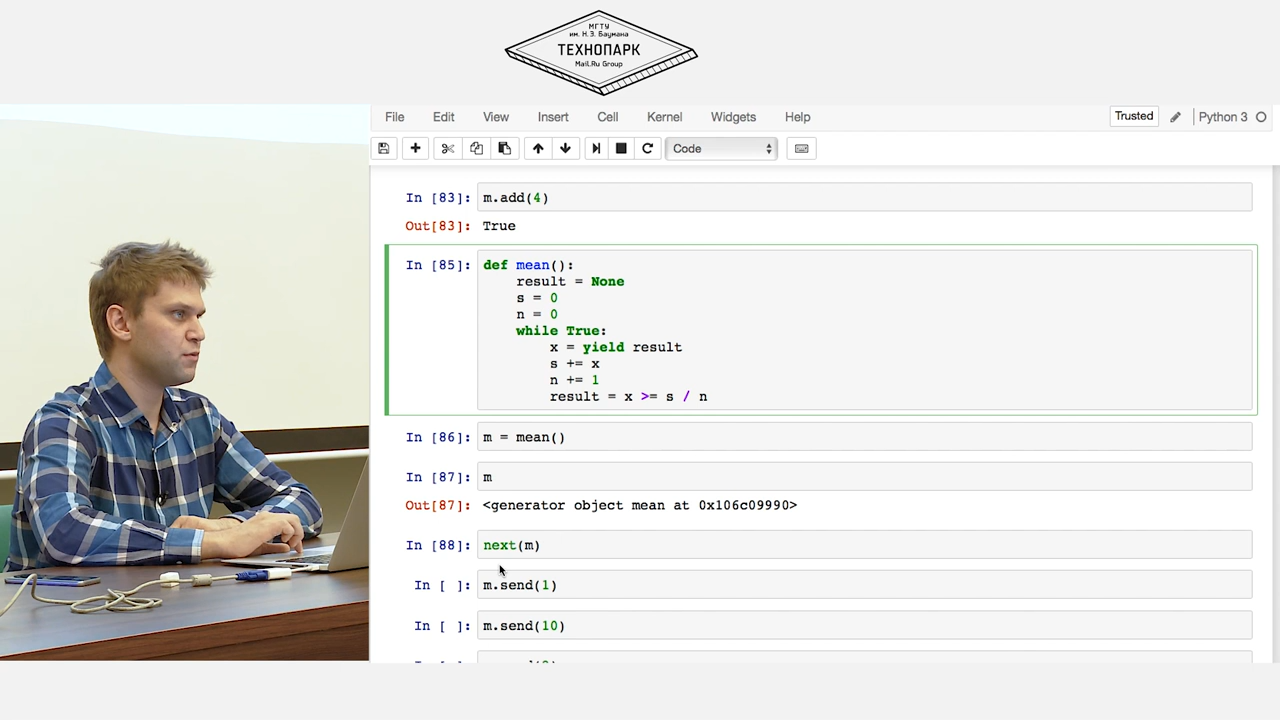 МГТУ
им. Н.Э. Баумана
ТЕХНОПАРК
Mail.Ru Group
File Edit View Insert Cell Kernel Widgets Help Trusted Python 3
Code
In [83]: m.add(4)
Out[83]: True
In [85]: def mean():
result = None
s = 0
n = 0
while True:
x = yield result
s += x
n += 1
result = x >= s / n
In [86]: m = mean()
In [87]: m
Out[87]: <generator object mean at 0x106c09990>
In [88]: next(m)
In [ ]: m.send(1)
In [ ]: m.send(10)